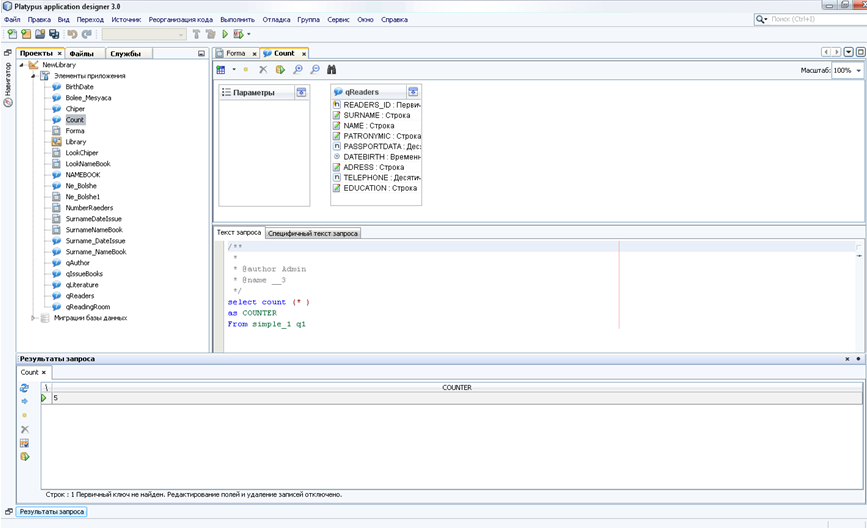 Platypus application designer 3.0
Файл Правка Вид Переход Источник Реорганизация кода Выполнить Отладка Группа Сервис Окно Справка
Поиск (Ctrl+I)
Проекты × Файлы Службы
Forma × Count ×
Навигатор
NewLibrary
Элементы приложения
BirthDate
Bolee_Mesyaca
Chiper
Count
Forma
Library
LookChiper
LookNameBook
NAMEBOOK
Ne_Bolshe
Ne_Bolshe1
NumberRaeders
SurnameDateIssue
SurnameNameBook
Surname_DateIssue
Surname_NameBook
qAuthor
qIssueBooks
qLiterature
qReaders
qReadingRoom
Миграции базы данных
Масштаб: 100%
Параметры
qReaders
READERS_ID : Первич
SURNAME : Строка
NAME : Строка
PATRONYMIC : Строка
PASSPORTDATA : Дес
DATEBIRTH : Времен
ADRESS : Строка
TELEPHONE : Десяти
EDUCATION : Строка
Текст запроса Специфичный текст запроса
/**
*
* @author Admin
* @name __3
*/
select count (* )
as COUNTER
From simple_1 q1
Результаты запроса
Count ×
\ COUNTER
5
Строк : 1 Первичный ключ не найден. Редактирование полей и удаление записей отключено.
Результаты запроса